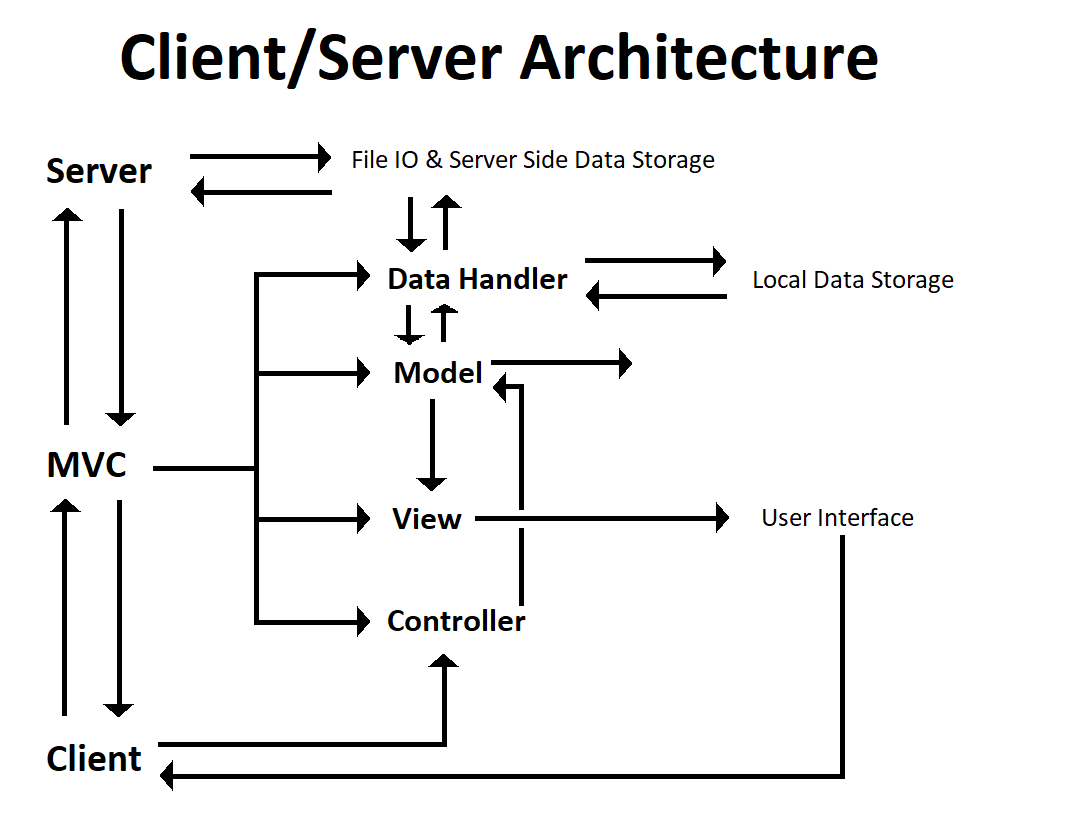 Client/Server Architecture
Server
File IO & Server Side Data Storage
Data Handler
Local Data Storage
Model
MVC
View
User Interface
Controller
Client